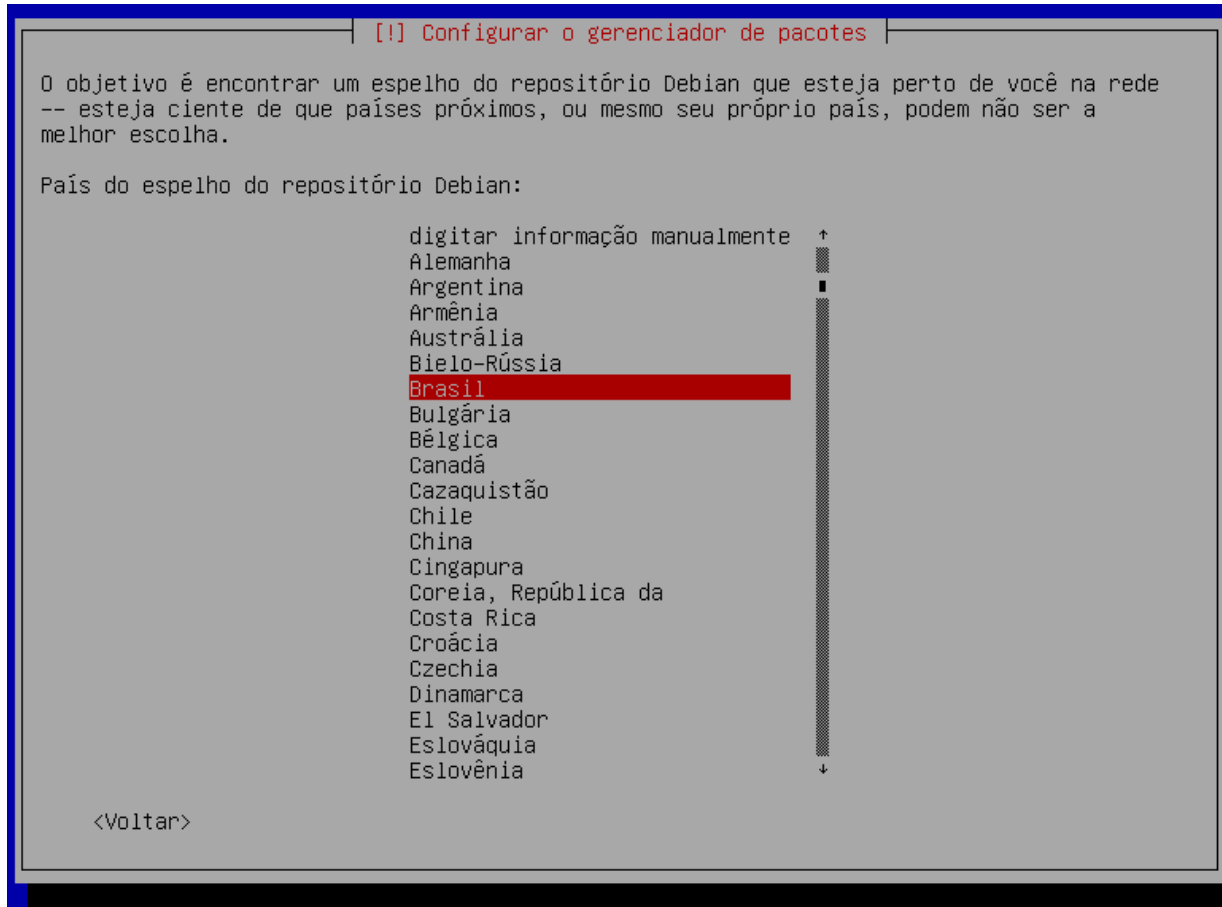 [!] Configurar o gerenciador de pacotes
O objetivo é encontrar um espelho do repositório Debian que esteja perto de você na rede
-- esteja ciente de que países próximos, ou mesmo seu próprio país, podem não ser a
melhor escolha.
País do espelho do repositório Debian:
digitar informação manualmente
Alemanha
Argentina
Armênia
Austrália
Bielo-Rússia
Brasil
Bulgária
Bélgica
Canadá
Cazaquistão
Chile
China
Cingapura
Coreia, República da
Costa Rica
Croácia
Czechia
Dinamarca
El Salvador
Eslováquia
Eslovênia
<Voltar>